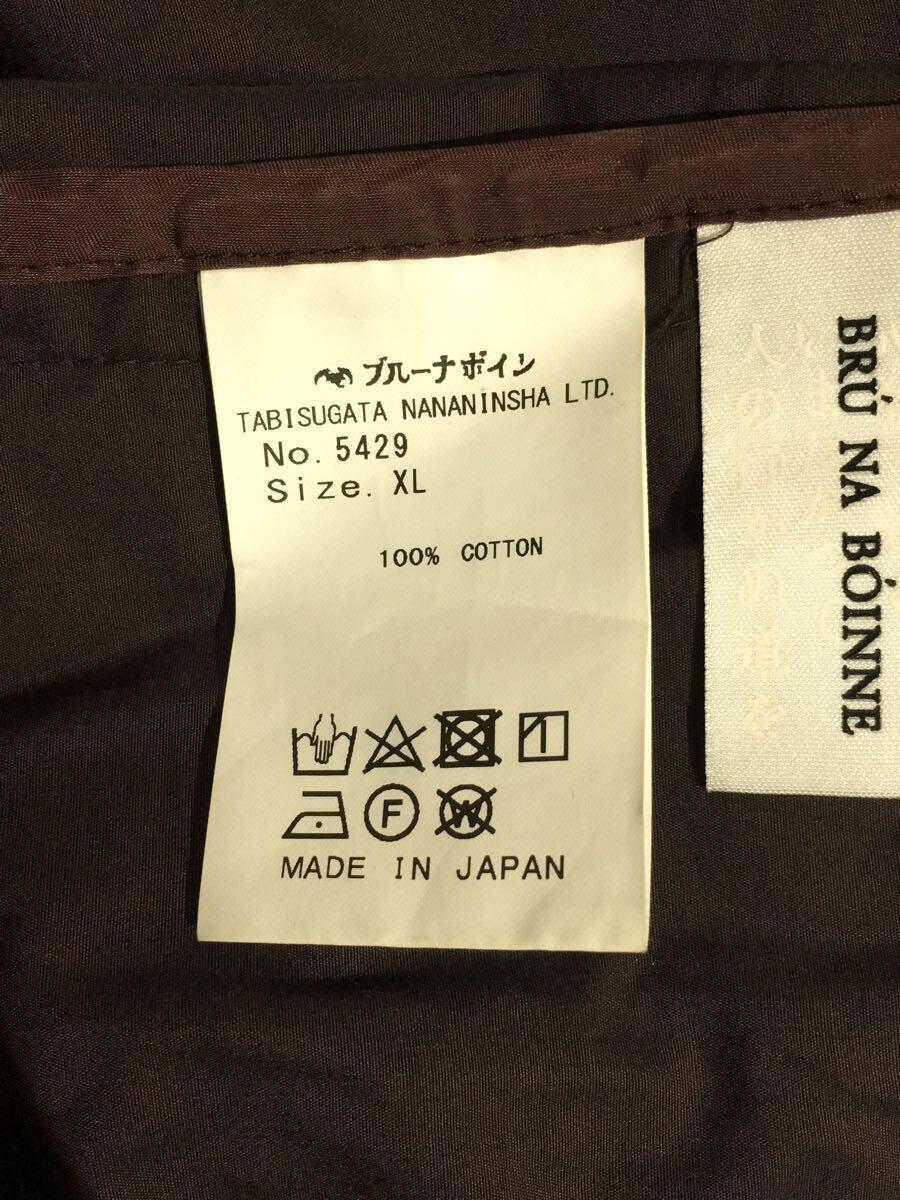 ブルーナボイン
TABISUGATA NANANINSHA LTD.
No. 5429
Size. XL
100% COTTON
F
W
MADE IN JAPAN
BRÚ NA BÓINNE